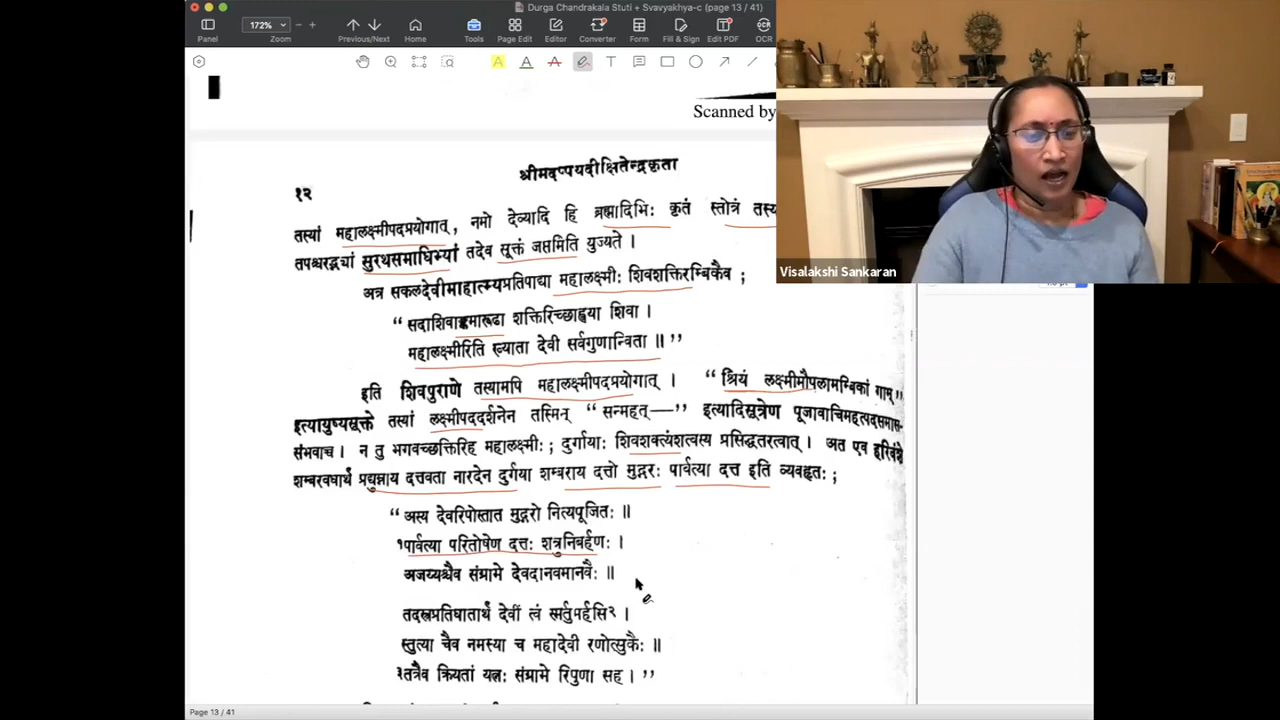 Durga Chandrakala Stuti + Svavyakhya-c (page 13 / 41)
172%
Panel Zoom Previous/Next Home Tools Page Edit Editor Converter Form Fill & Sign Edit PDF OCR
Scanned by
Visalakshi Sankaran
श्रीमदप्पयदीक्षितेन्द्रकृता
१२
तस्यां महालक्ष्मीपदप्रयोगात्, नमो देव्यादि हि ब्रह्मादिभिः कृतं स्तोत्रं
तपश्चरद्भ्यां सुरथसमाधिभ्यां तदेव सूक्तं जप्तमिति युज्यते ।
अत्र सकलदेवीमाहात्म्यप्रतिपाद्या महालक्ष्मीः शिवशक्तिरम्बिकैव ;
“ सदाशिवाङ्कमारूढा शक्तिरिच्छाह्वया शिवा ।
महालक्ष्मीरिति ख्याता देवी सर्वगुणान्विता ॥ ”
इति शिवपुराणे तस्यामपि महालक्ष्मीपदप्रयोगात् । “ श्रियं लक्ष्मीमौपलामम्बिकां गाम् ”
इत्यायुष्यसूक्ते तस्यां लक्ष्मीपददर्शनेन तस्मिन् “ सन्महत्— ” इत्यादिसूत्रेण पूजावाचिमहत्पदसमास-
संभवाच । न तु भगवच्छक्तिरिह महालक्ष्मीः ; दुर्गायाः शिवशक्त्यंशत्वस्य प्रसिद्धतरत्वात् । अत एव हरिवंशे
शम्बरवधार्थं प्रद्युम्नाय दत्तवता नारदेन दुर्गया शम्बराय दत्तो मुद्गरः पार्वत्या दत्त इति व्यवहृतः ;
“ अस्य देवरिपोस्तात मुद्गरो नित्यपूजितः ॥
१पार्वत्या परितोषेण दत्तः शत्रुनिबर्हणः ।
अजय्यश्चैव संग्रामे देवदानवमानवैः ॥
तदस्त्रप्रतिघातार्थं देवीं त्वं स्मर्तुमर्हसि२ ।
स्तुत्या चैव नमस्या च महादेवी रणोत्सुकैः ॥
३तत्रैव क्रियतां यत्नः संग्रामे रिपुणा सह । ”
Page 13 / 41